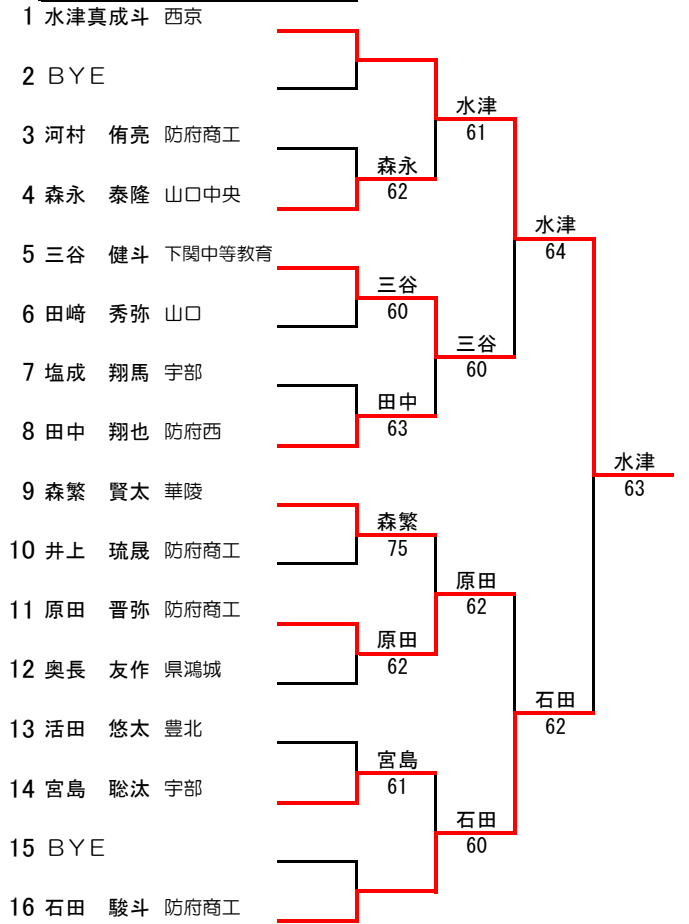 1 水津真成斗 西京
2 ＢＹＥ
3 河村　侑亮 防府商工
4 森永　泰隆 山口中央
5 三谷　健斗 下関中等教育
6 田﨑　秀弥 山口
7 塩成　翔馬 宇部
8 田中　翔也 防府西
9 森繁　賢太 華陵
10 井上　琉晟 防府商工
11 原田　晋弥 防府商工
12 奥長　友作 県鴻城
13 活田　悠太 豊北
14 宮島　聡汰 宇部
15 ＢＹＥ
16 石田　駿斗 防府商工
森永
62
三谷
60
田中
63
森繁
75
原田
62
宮島
61
水津
61
三谷
60
原田
62
石田
60
水津
64
石田
62
水津
63